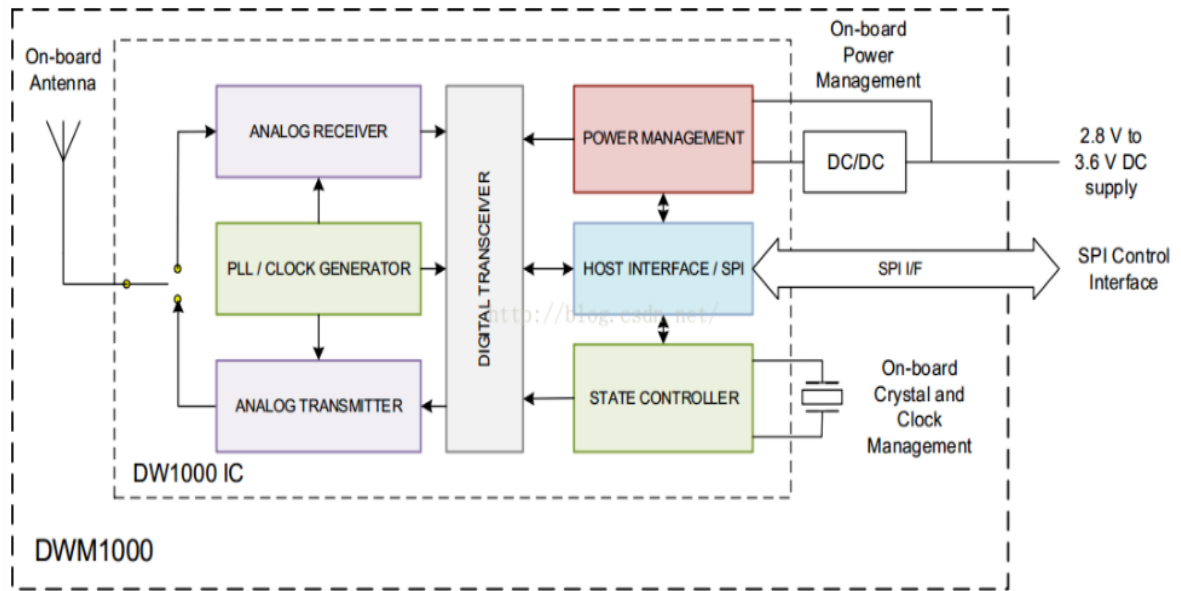 On-board
Antenna
ANALOG RECEIVER
PLL / CLOCK GENERATOR
ANALOG TRANSMITTER
DIGITAL TRANSCEIVER
POWER MANAGEMENT
HOST INTERFACE / SPI
STATE CONTROLLER
On-board
Power
Management
DC/DC
2.8 V to
3.6 V DC
supply
SPI I/F
SPI Control
Interface
On-board
Crystal and
Clock
Management
http://blog.csdn.net/
DW1000 IC
DWM1000